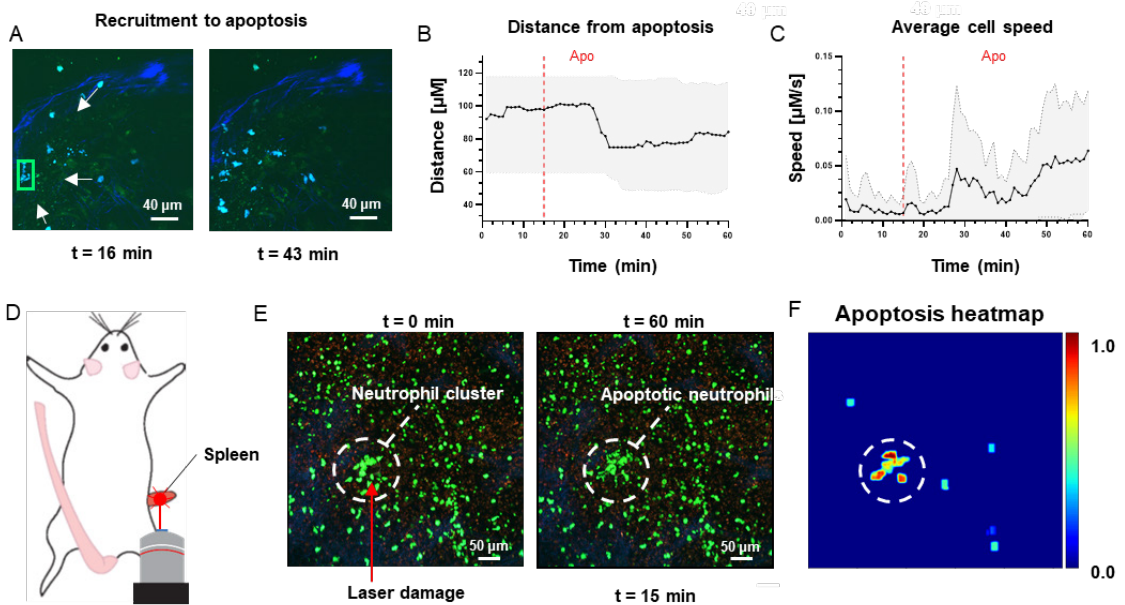 48 µm
48 µm
Recruitment to apoptosis
A
40 µm
40 µm
t = 16 min
t = 43 min
B
Distance from apoptosis
Apo
Distance [µM]
120
100
80
60
40
0
10
20
30
40
50
60
Time (min)
C
Average cell speed
Apo
Speed [µM/s]
0.15
0.10
0.05
0.00
0
10
20
30
40
50
60
Time (min)
D
Spleen
E
t = 0 min
t = 60 min
Neutrophil cluster
Apoptotic neutrophils
50 µm
50 µm
Laser damage
t = 15 min
F
Apoptosis heatmap
1.0
0.0